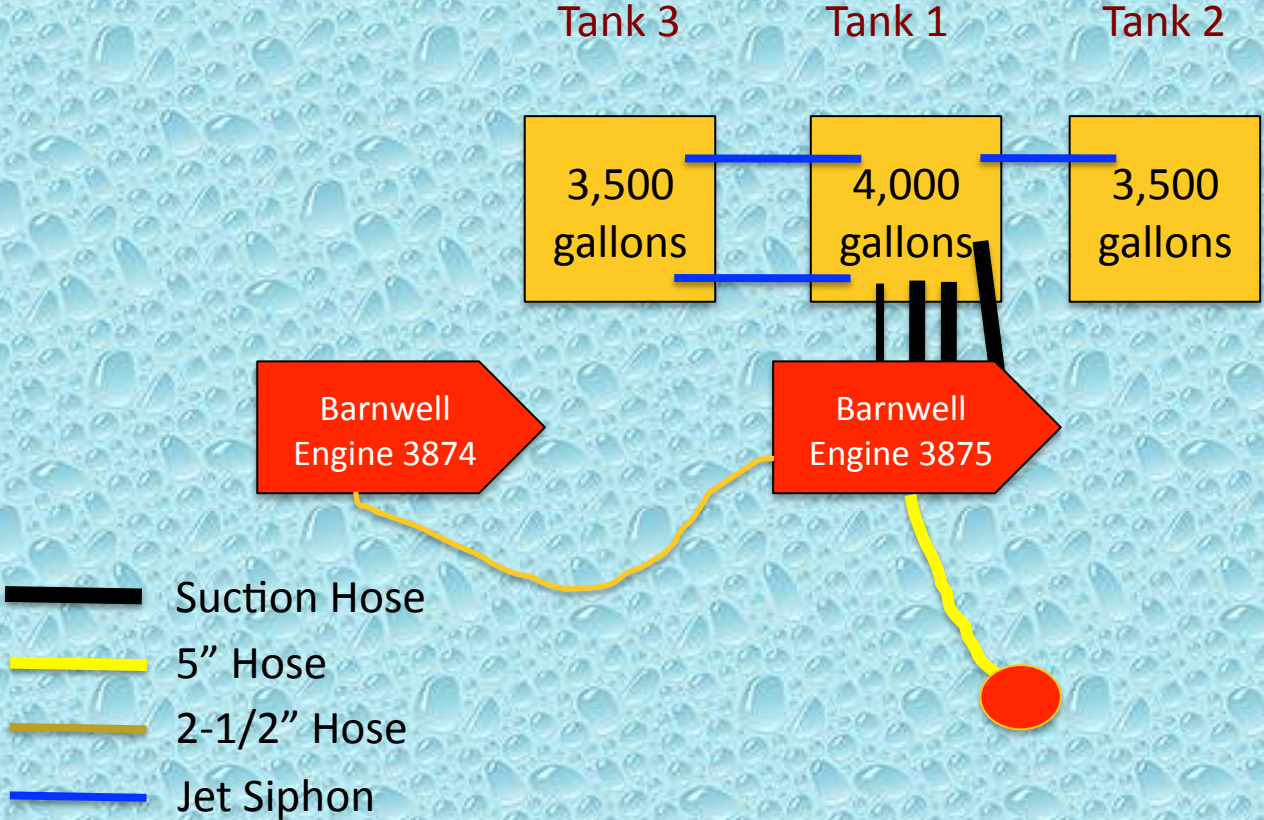 Tank 3
Tank 1
Tank 2
3,500
gallons
4,000
gallons
3,500
gallons
Barnwell
Engine 3874
Barnwell
Engine 3875
Suction Hose
5” Hose
2-1/2” Hose
Jet Siphon